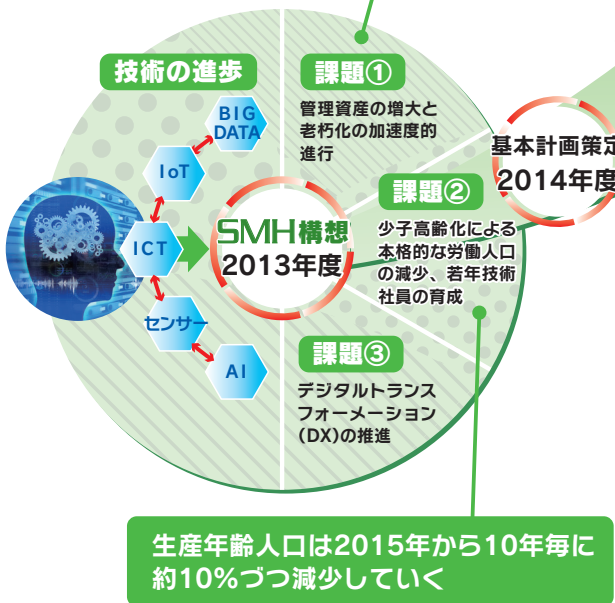 技術の進歩
BIG
DATA
IoT
ICT
センサー
AI
SMH構想
2013年度
課題①
管理資産の増大と
老朽化の加速度的
進行
課題②
少子高齢化による
本格的な労働人口
の減少、若年技術
社員の育成
課題③
デジタルトランス
フォーメーション
(DX)の推進
基本計画策定
2014年度
生産年齢人口は2015年から10年毎に
約10%づつ減少していく